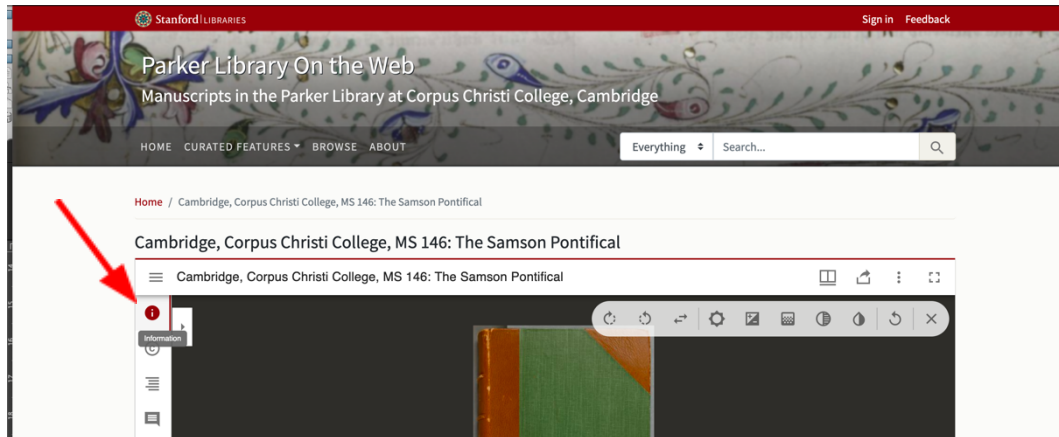 Stanford LIBRARIES
Sign in Feedback
Parker Library On the Web
Manuscripts in the Parker Library at Corpus Christi College, Cambridge
HOME CURATED FEATURES BROWSE ABOUT
Everything Search...
Home / Cambridge, Corpus Christi College, MS 146: The Samson Pontifical
Cambridge, Corpus Christi College, MS 146: The Samson Pontifical
Cambridge, Corpus Christi College, MS 146: The Samson Pontifical
Information